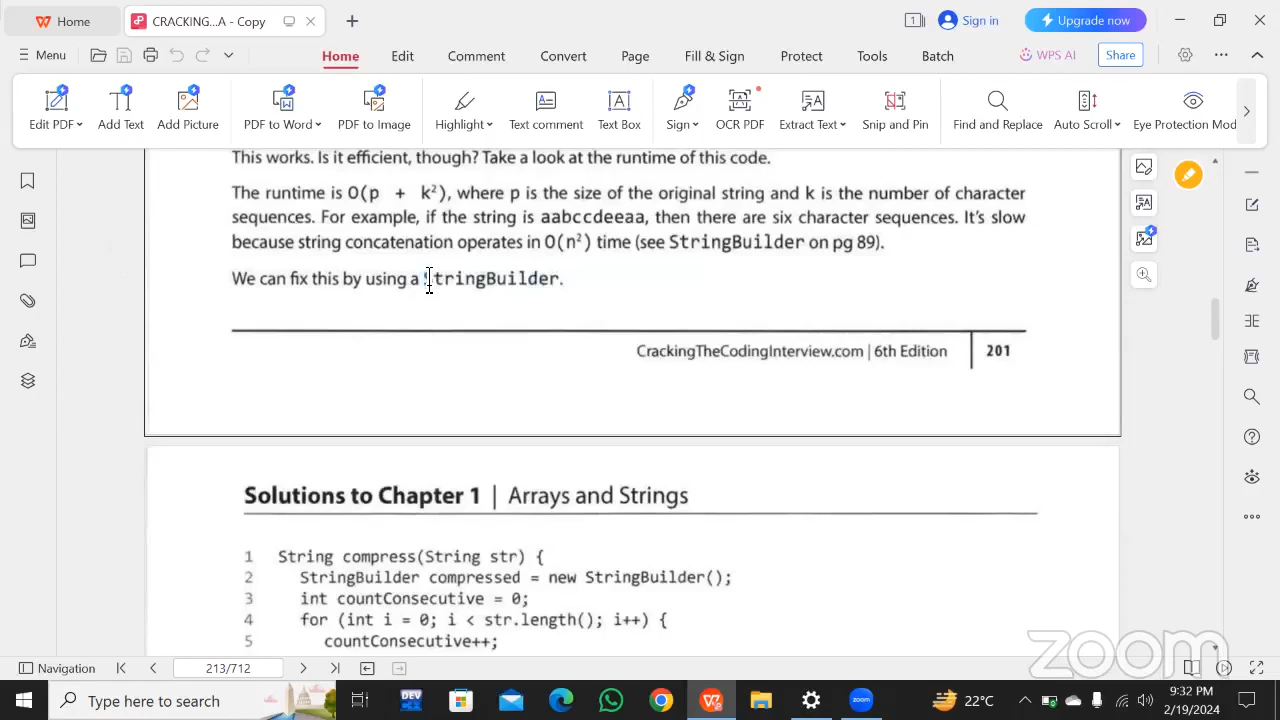 Home
CRACKING...A - Copy
Sign in
Upgrade now
Menu
Home
Edit
Comment
Convert
Page
Fill & Sign
Protect
Tools
Batch
WPS AI
Share
Edit PDF
Add Text
Add Picture
PDF to Word
PDF to Image
Highlight
Text comment
Text Box
Sign
OCR PDF
Extract Text
Snip and Pin
Find and Replace
Auto Scroll
Eye Protection Mod
This works. Is it efficient, though? Take a look at the runtime of this code.
The runtime is O(p + k²), where p is the size of the original string and k is the number of character
sequences. For example, if the string is aabccdeeaa, then there are six character sequences. It's slow
because string concatenation operates in O(n²) time (see StringBuilder on pg 89).
We can fix this by using a StringBuilder.
CrackingTheCodingInterview.com | 6th Edition
201
Solutions to Chapter 1 | Arrays and Strings
1 String compress(String str) {
2 StringBuilder compressed = new StringBuilder();
3 int countConsecutive = 0;
4 for (int i = 0; i < str.length(); i++) {
5 countConsecutive++;
zoom
Navigation
213/712
Type here to search
DEV
zoom
22°C
9:32 PM
2/19/2024